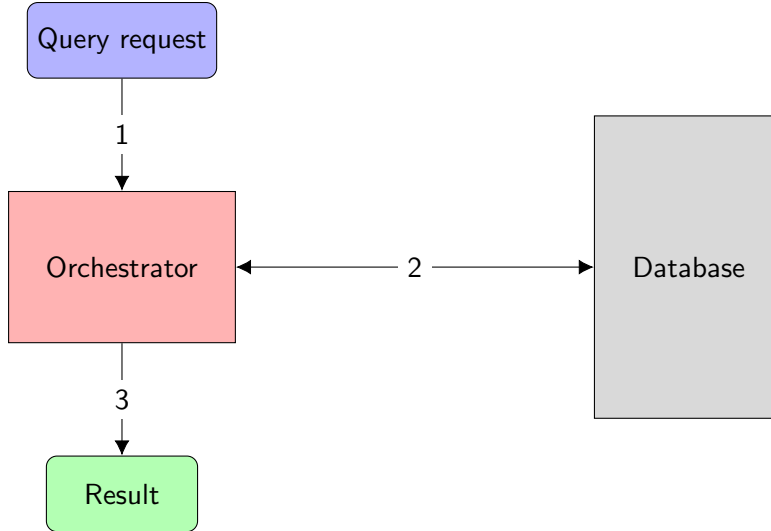 Query request
1
Orchestrator
2
Database
3
Result